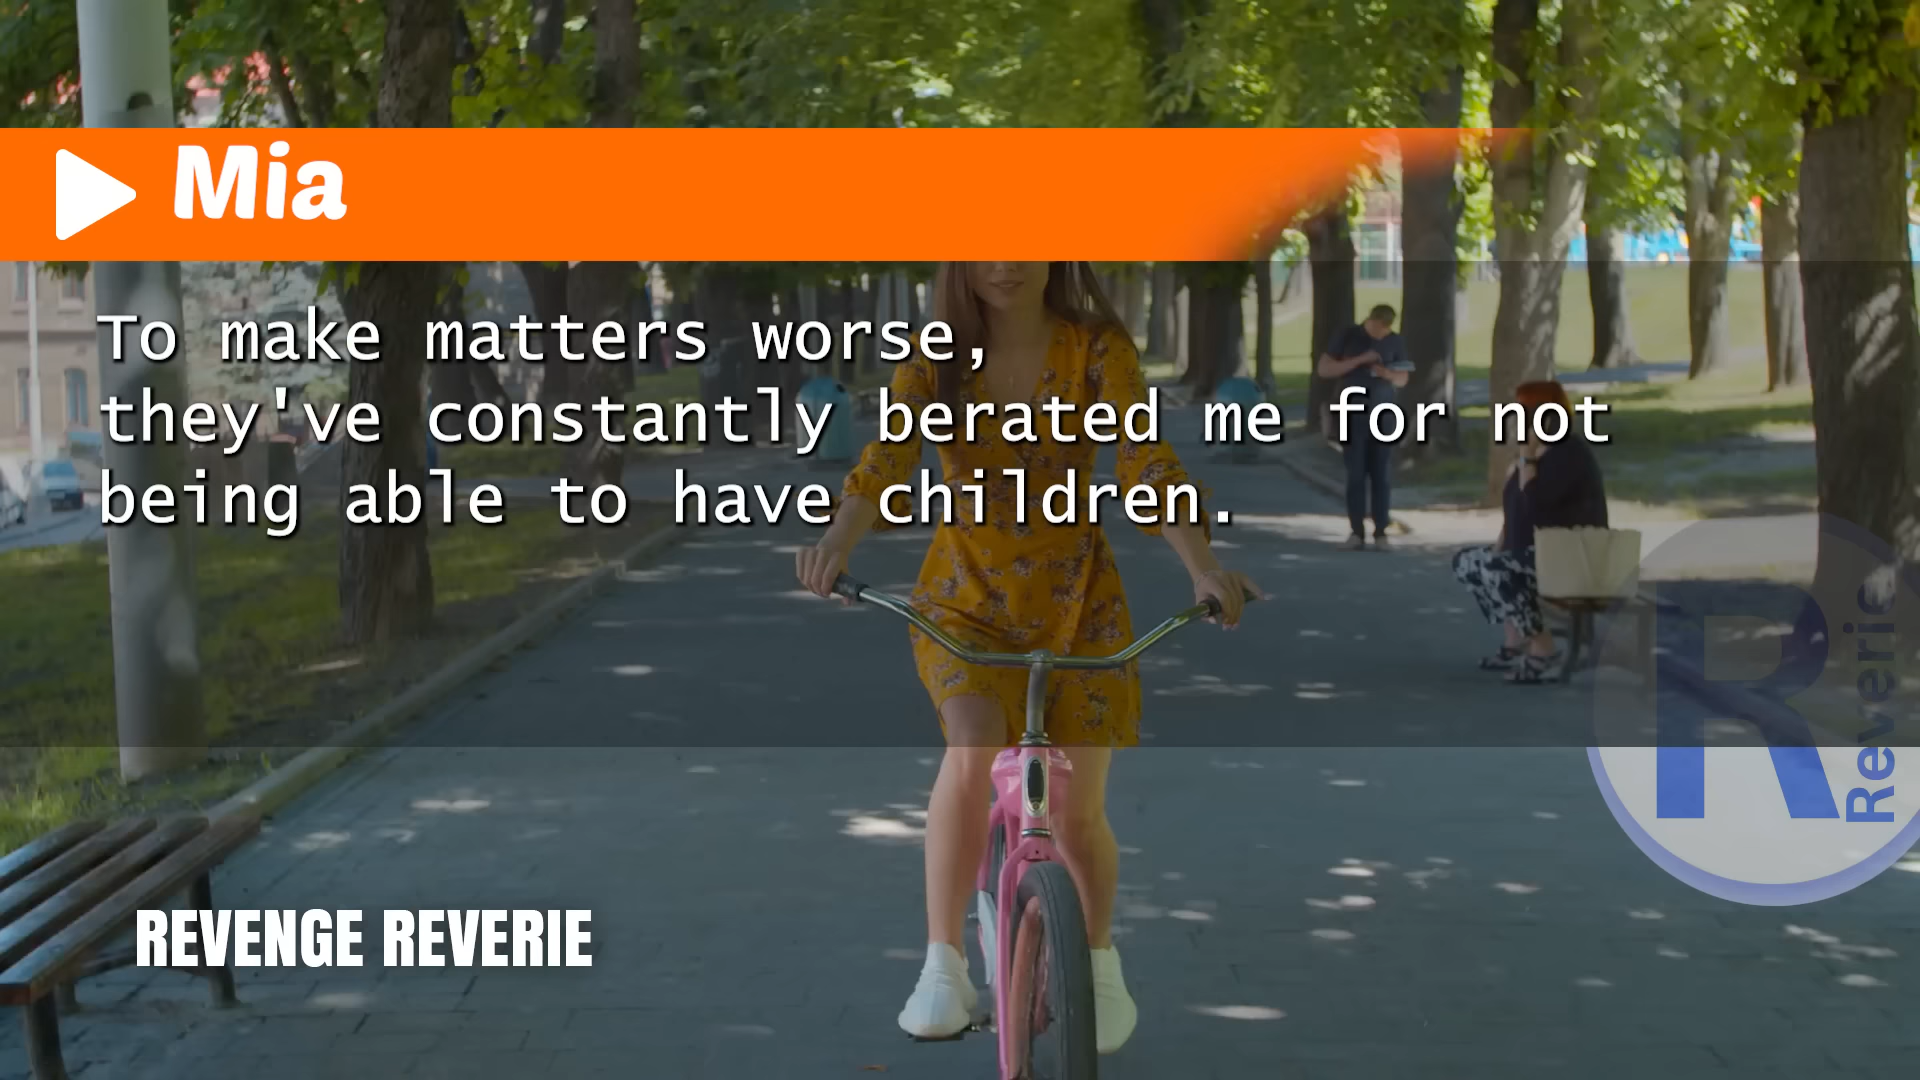 Mia
To make matters worse,
they've constantly berated me for not
being able to have children.
R
Reverie
REVENGE REVERIE